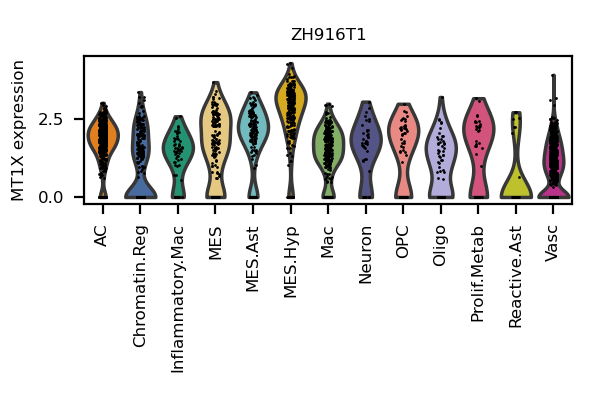 ZH916T1
MT1X expression
2.5
0.0
AC
Chromatin.Reg
Inflammatory.Mac
MES
MES.Ast
MES.Hyp
Mac
Neuron
OPC
Oligo
Prolif.Metab
Reactive.Ast
Vasc